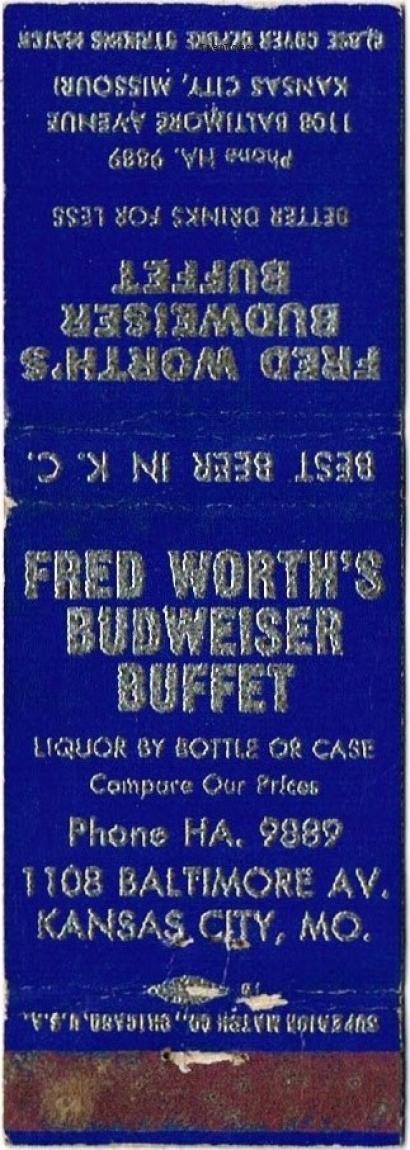 CLOSE COVER BEFORE STRIKING MATCH
KANSAS CITY, MISSOURI
1108 BALTIMORE AVENUE
Phone HA. 9889
BETTER DRINKS FOR LESS
FRED WORTH'S
BUDWEISER
BUFFET
BEST BEER IN K. C.
FRED WORTH'S
BUDWEISER
BUFFET
LIQUOR BY BOTTLE OR CASE
Compare Our Prices
Phone HA. 9889
1108 BALTIMORE AV.
KANSAS CITY, MO.
SUPERIOR MATCH CO., CHICAGO, U.S.A.